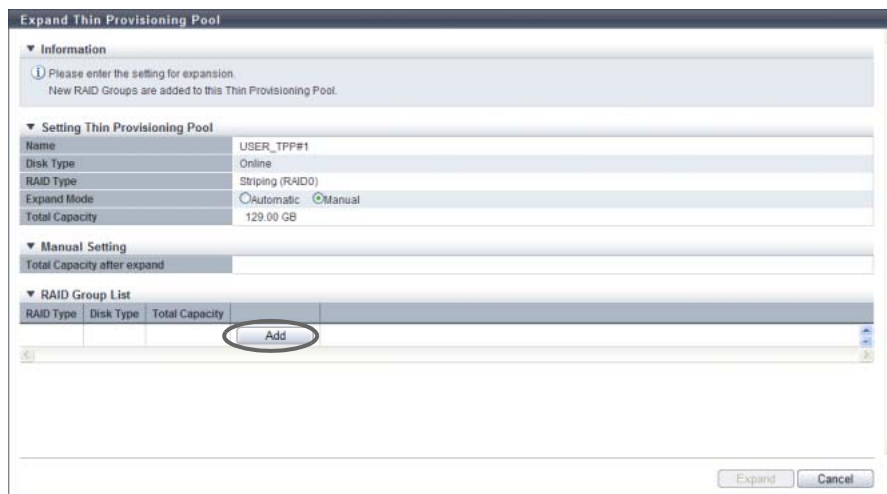 Expand Thin Provisioning Pool
▼ Information
Please enter the setting for expansion.
New RAID Groups are added to this Thin Provisioning Pool.
▼ Setting Thin Provisioning Pool
Name USER_TPP#1
Disk Type Online
RAID Type Striping (RAID0)
Expand Mode Automatic Manual
Total Capacity 129.00 GB
▼ Manual Setting
Total Capacity after expand
▼ RAID Group List
RAID Type Disk Type Total Capacity
Add
Expand Cancel